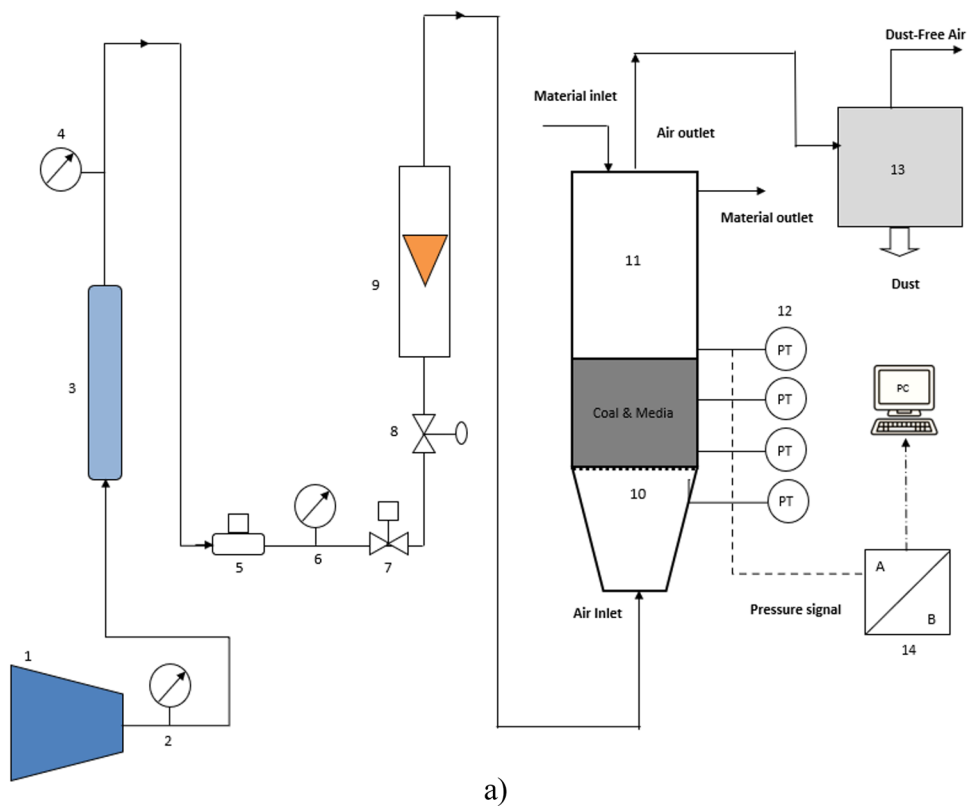 Dust-Free Air
Material inlet
4
Air outlet
13
Material outlet
11
9
Dust
12
PT
3
PC
PT
Coal & Media
8
PT
10
PT
6
5
7
A
Air Inlet
Pressure signal
B
14
1
2
a)